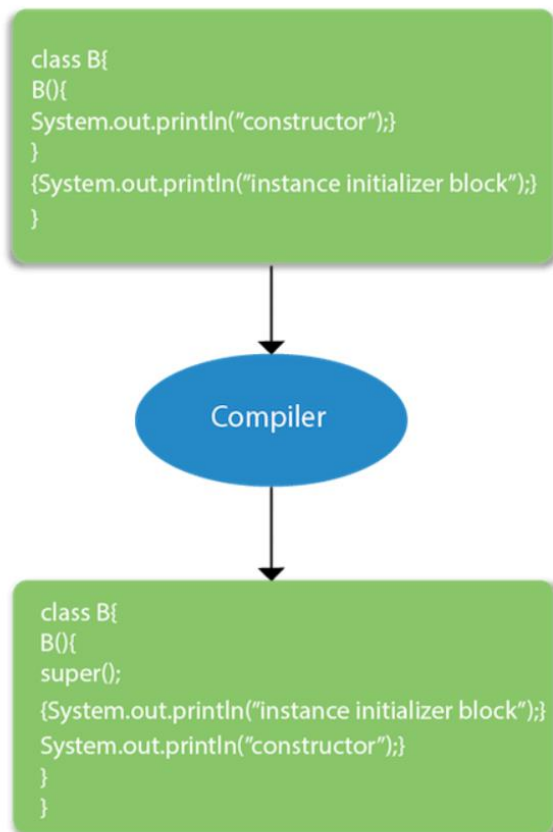 class B{
B(){
System.out.println("constructor");}
}
{System.out.println("instance initializer block");}
}
Compiler
class B{
B(){
super();
{System.out.println("instance initializer block");}
System.out.println("constructor");}
}
}